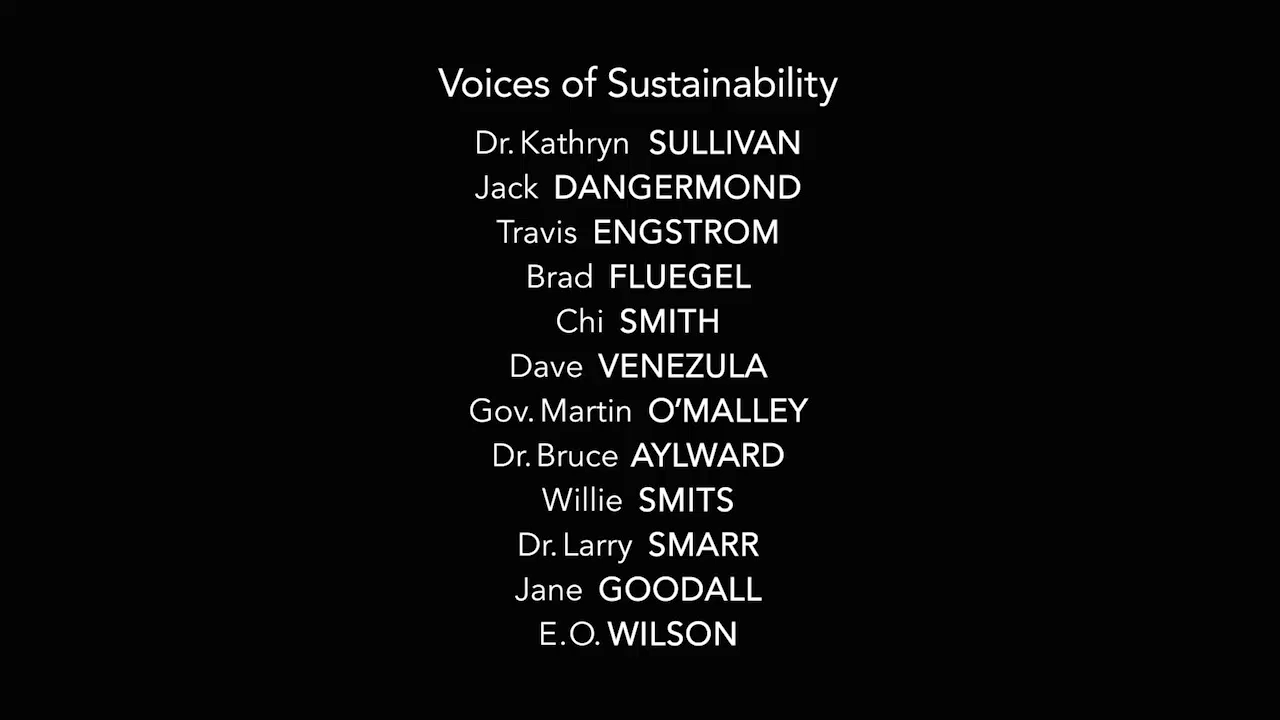 Voices of Sustainability
Dr. Kathryn SULLIVAN
Jack DANGERMOND
Travis ENGSTROM
Brad FLUEGEL
Chi SMITH
Dave VENEZULA
Gov. Martin O’MALLEY
Dr. Bruce AYLWARD
Willie SMITS
Dr. Larry SMARR
Jane GOODALL
E.O. WILSON